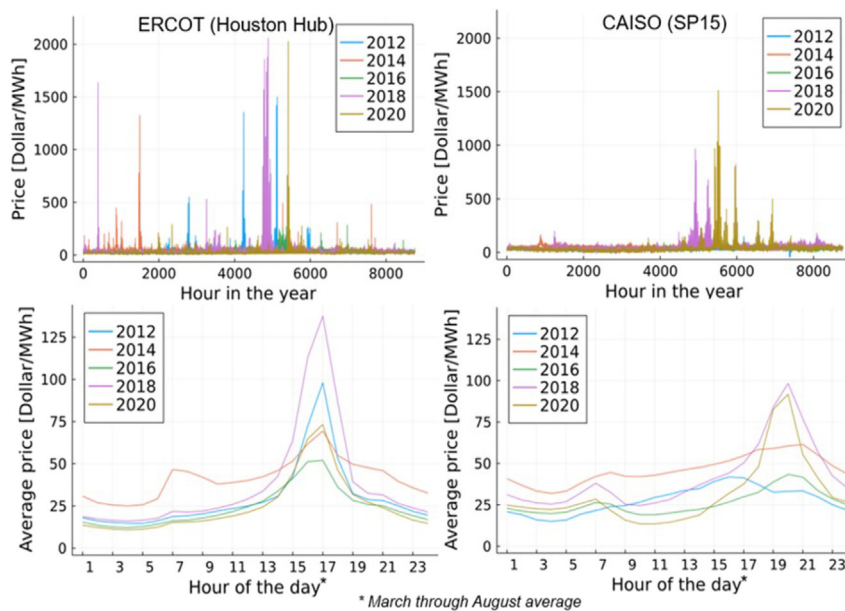 ERCOT (Houston Hub)
2012
2014
2016
2018
2020
Price [Dollar/MWh]
2000
1500
1000
500
0
0 2000 4000 6000 8000
Hour in the year
CAISO (SP15)
2012
2014
2016
2018
2020
Price [Dollar/MWh]
2000
1500
1000
500
0
0 2000 4000 6000 8000
Hour in the year
2012
2014
2016
2018
2020
Average price [Dollar/MWh]
125
100
75
50
25
0
1 3 5 7 9 11 13 15 17 19 21 23
Hour of the day*
2012
2014
2016
2018
2020
Average price [Dollar/MWh]
125
100
75
50
25
0
1 3 5 7 9 11 13 15 17 19 21 23
Hour of the day*
* March through August average